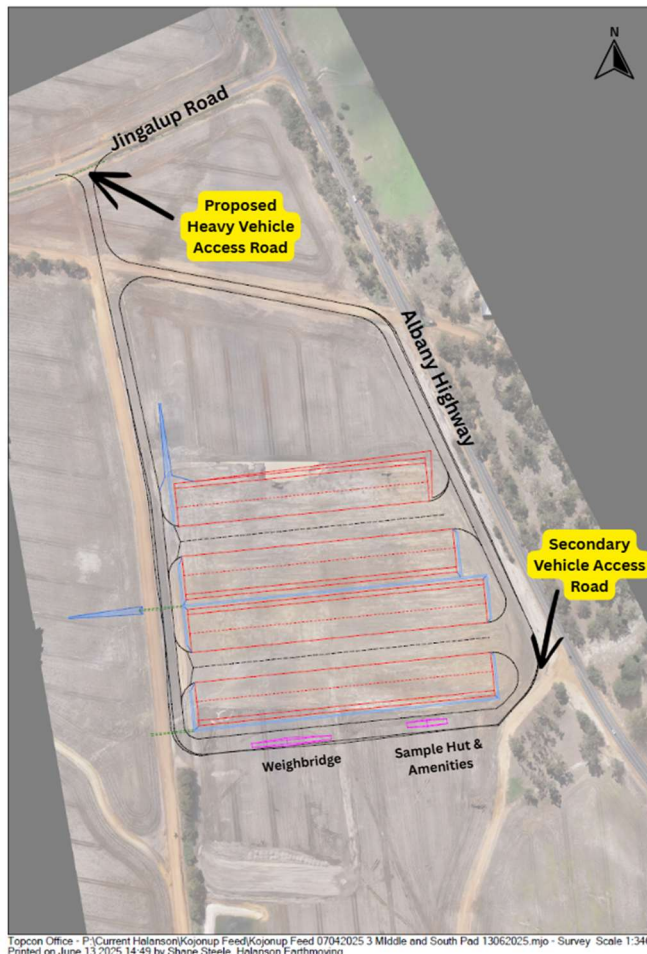 N
Jingalup Road
Proposed
Heavy Vehicle
Access Road
Albany Highway
Secondary
Vehicle Access
Road
Weighbridge
Sample Hut &
Amenities
Topcon Office - P:\Current Halanson\Kojonup Feed\Kojonup Feed 07042025 3 Middle and South Pad 13062025.mjo - Survey Scale 1:346
Printed on June 13 2025 14:49 by Shane Steele, Halanson Earthmoving